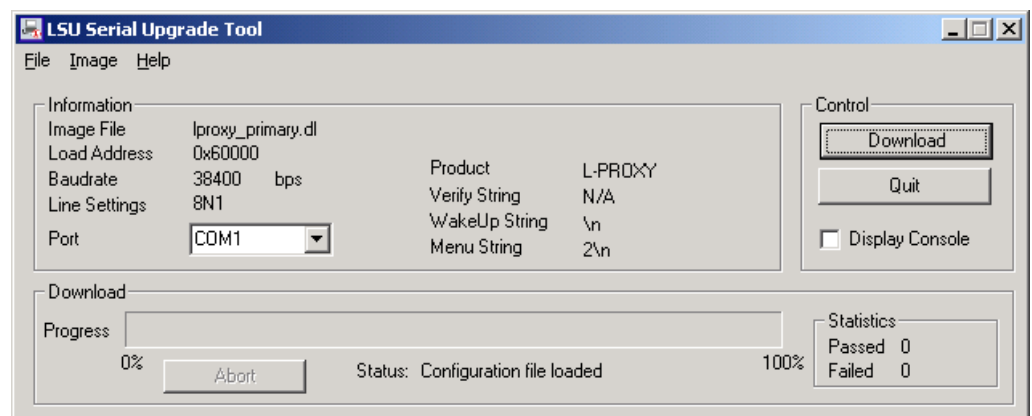 LSU Serial Upgrade Tool
File Image Help
Information
Image File lproxy_primary.dl
Load Address 0x60000
Baudrate 38400 bps
Line Settings 8N1
Port COM1
Product L-PROXY
Verify String N/A
WakeUp String \n
Menu String 2\n
Control
Download
Quit
Display Console
Download
Progress
0% 100%
Abort
Status: Configuration file loaded
Statistics
Passed 0
Failed 0